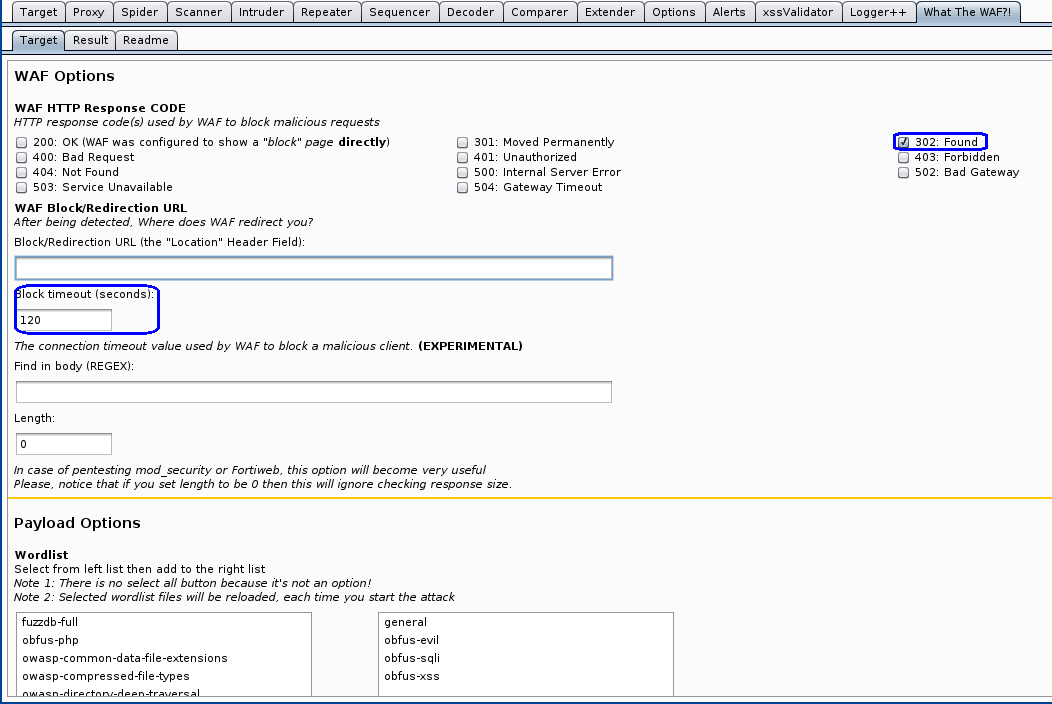 Target Proxy Spider Scanner Intruder Repeater Sequencer Decoder Comparer Extender Options Alerts xssValidator Logger++ What The WAF?!
Target Result Readme
WAF Options
WAF HTTP Response CODE
HTTP response code(s) used by WAF to block malicious requests
200: OK (WAF was configured to show a "block" page directly) 301: Moved Permanently 302: Found
400: Bad Request 401: Unauthorized 403: Forbidden
404: Not Found 500: Internal Server Error 502: Bad Gateway
503: Service Unavailable 504: Gateway Timeout
WAF Block/Redirection URL
After being detected, Where does WAF redirect you?
Block/Redirection URL (the "Location" Header Field):
Block timeout (seconds):
120
The connection timeout value used by WAF to block a malicious client. (EXPERIMENTAL)
Find in body (REGEX):
Length:
0
In case of pentesting mod_security or Fortiweb, this option will become very useful
Please, notice that if you set length to be 0 then this will ignore checking response size.
Payload Options
Wordlist
Select from left list then add to the right list
Note 1: There is no select all button because it's not an option!
Note 2: Selected wordlist files will be reloaded, each time you start the attack
fuzzdb-full general
obfus-php obfus-evil
owasp-common-data-file-extensions obfus-sqli
owasp-compressed-file-types obfus-xss
owasp-directory-deep-traversal